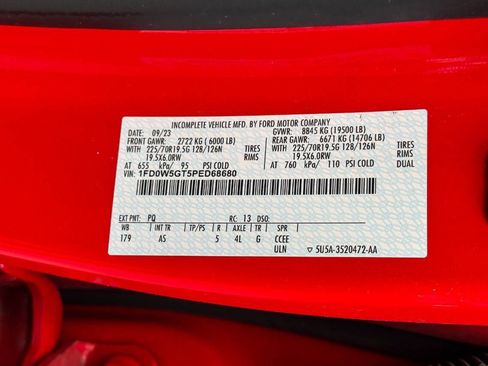 INCOMPLETE VEHICLE MFD. BY FORD MOTOR COMPANY
DATE: 09/23 GVWR: 8845 KG (19500 LB)
FRONT GAWR: 2722 KG ( 6000 LB) REAR GAWR: 6671 KG (14706 LB)
WITH 225/70R19.5G 128/126N TIRES WITH 225/70R19.5G 128/126N TIRES
19.5X6.0RW RIMS 19.5X6.0RW RIMS
AT 655 kPa/ 95 PSI COLD AT 760 kPa/ 110 PSI COLD
VIN: 1FD0W5GT5PED68680
EXT PNT: PQ RC: 13 DSO:
WB INT TR TP/PS R AXLE TR SPR
179 AS 5 4L G CCEE
ULN ▽ 5U5A-3520472-AA